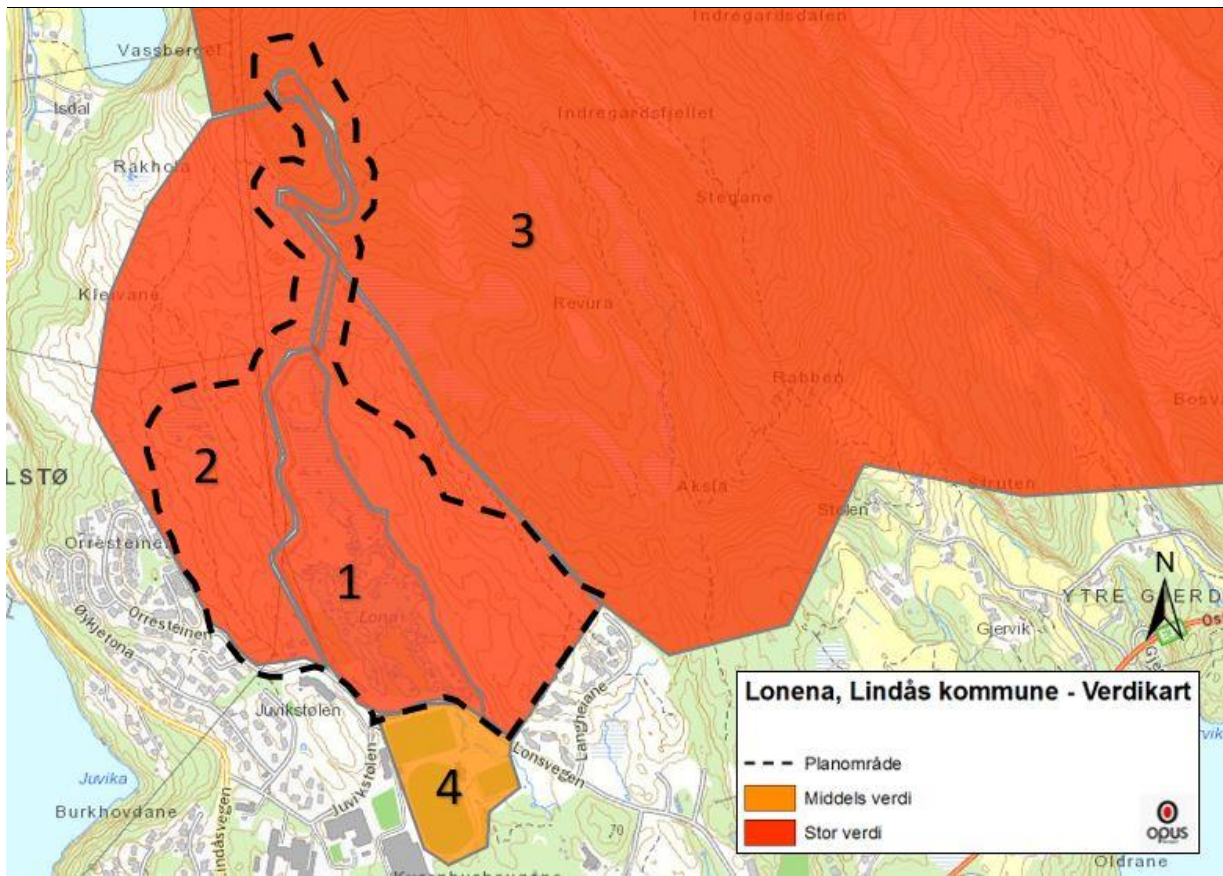 Indregardsdalen
Vassberget
Isdal
Indregardsfjellet
Råkhola
Stegane
3
Kleivane
Revura
Rabben
2
LSTØ
Aksla
Struten
Stølen
Orresteinen
1
N
YTRE GJERD
Lona
Orresteinen
Øykjetona
Gjervik
Juvikstølen
Langheiane
Lonsvegen
Juvika
Juvikstølen
4
Burkhovdane
Lindåsvegen
70
Lonena, Lindås kommune - Verdikart
Planområde
Middels verdi
Stor verdi
opus
Oldrane